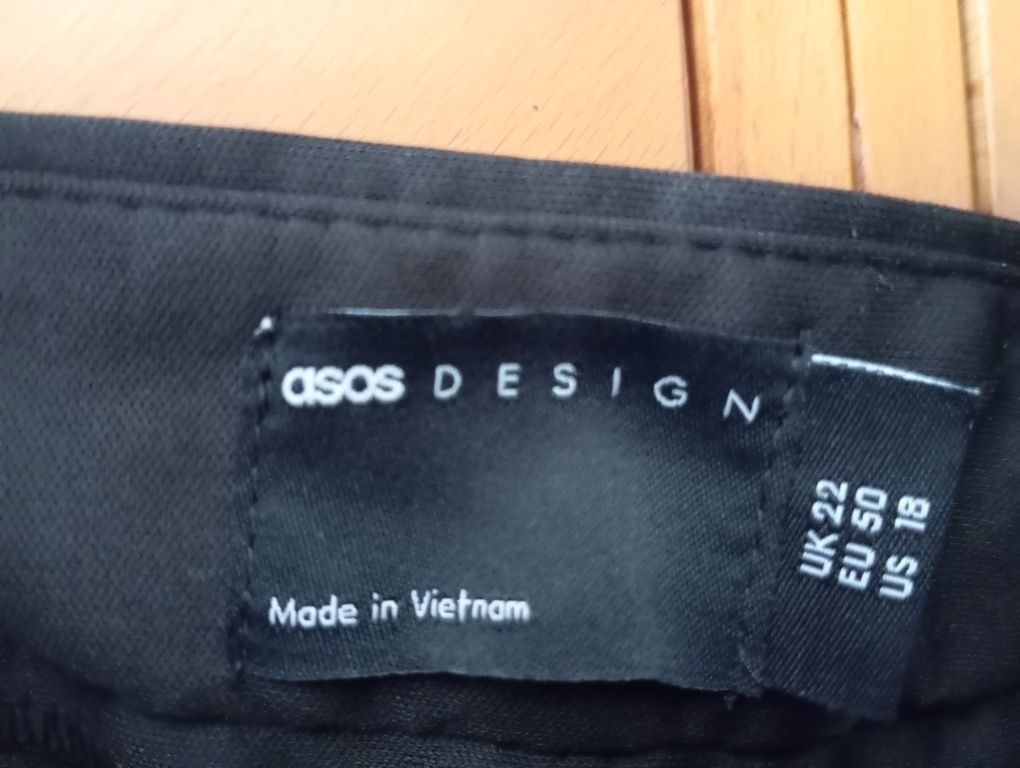 asos DESIGN
Made in Vietnam
UK 22
EU 50
US 18